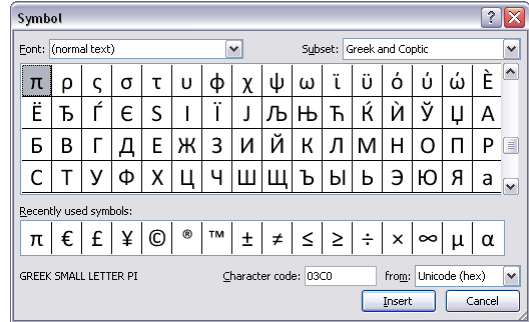 Symbol
Font: (normal text) Subset: Greek and Coptic
π ρ ς σ τ υ φ χ ψ ω ϊ ϋ ό ύ ώ Ѐ
Ё Ђ Ѓ Є Ѕ І Ї Ј Љ Њ Ћ Ќ Ѝ Ў Џ А
Б В Г Д Е Ж З И Й К Л М Н О П Р
С Т У Ф Х Ц Ч Ш Щ Ъ Ы Ь Э Ю Я а
Recently used symbols:
π € £ ¥ © ® ™ ± ≠ ≤ ≥ ÷ × ∞ µ α
GREEK SMALL LETTER PI Character code: 03C0 from: Unicode (hex)
Insert Cancel